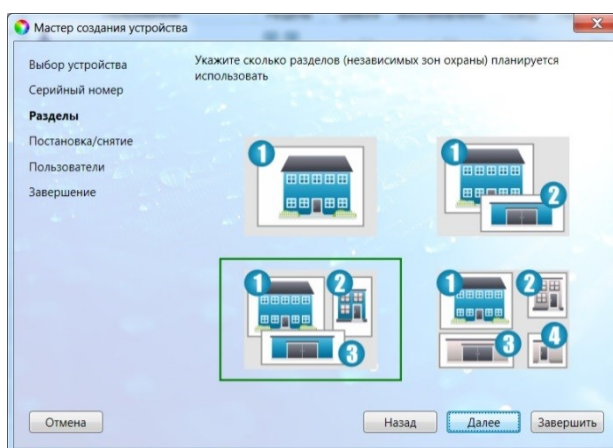 Мастер создания устройства
Выбор устройства
Серийный номер
Разделы
Постановка/снятие
Пользователи
Завершение
Укажите сколько разделов (независимых зон охраны) планируется
использовать
1
1
2
1
2
3
1
2
3
4
Отмена
Назад
Далее
Завершить